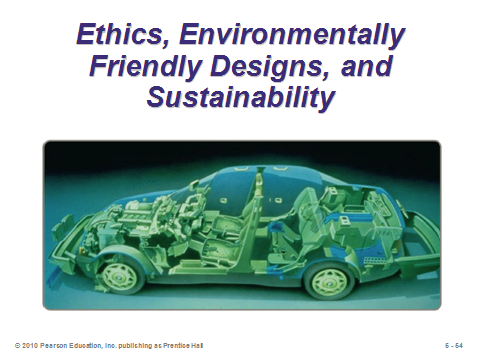 Ethics, Environmentally
Friendly Designs, and
Sustainability
© 2010 Pearson Education, Inc. publishing as Prentice Hall
5 - 54